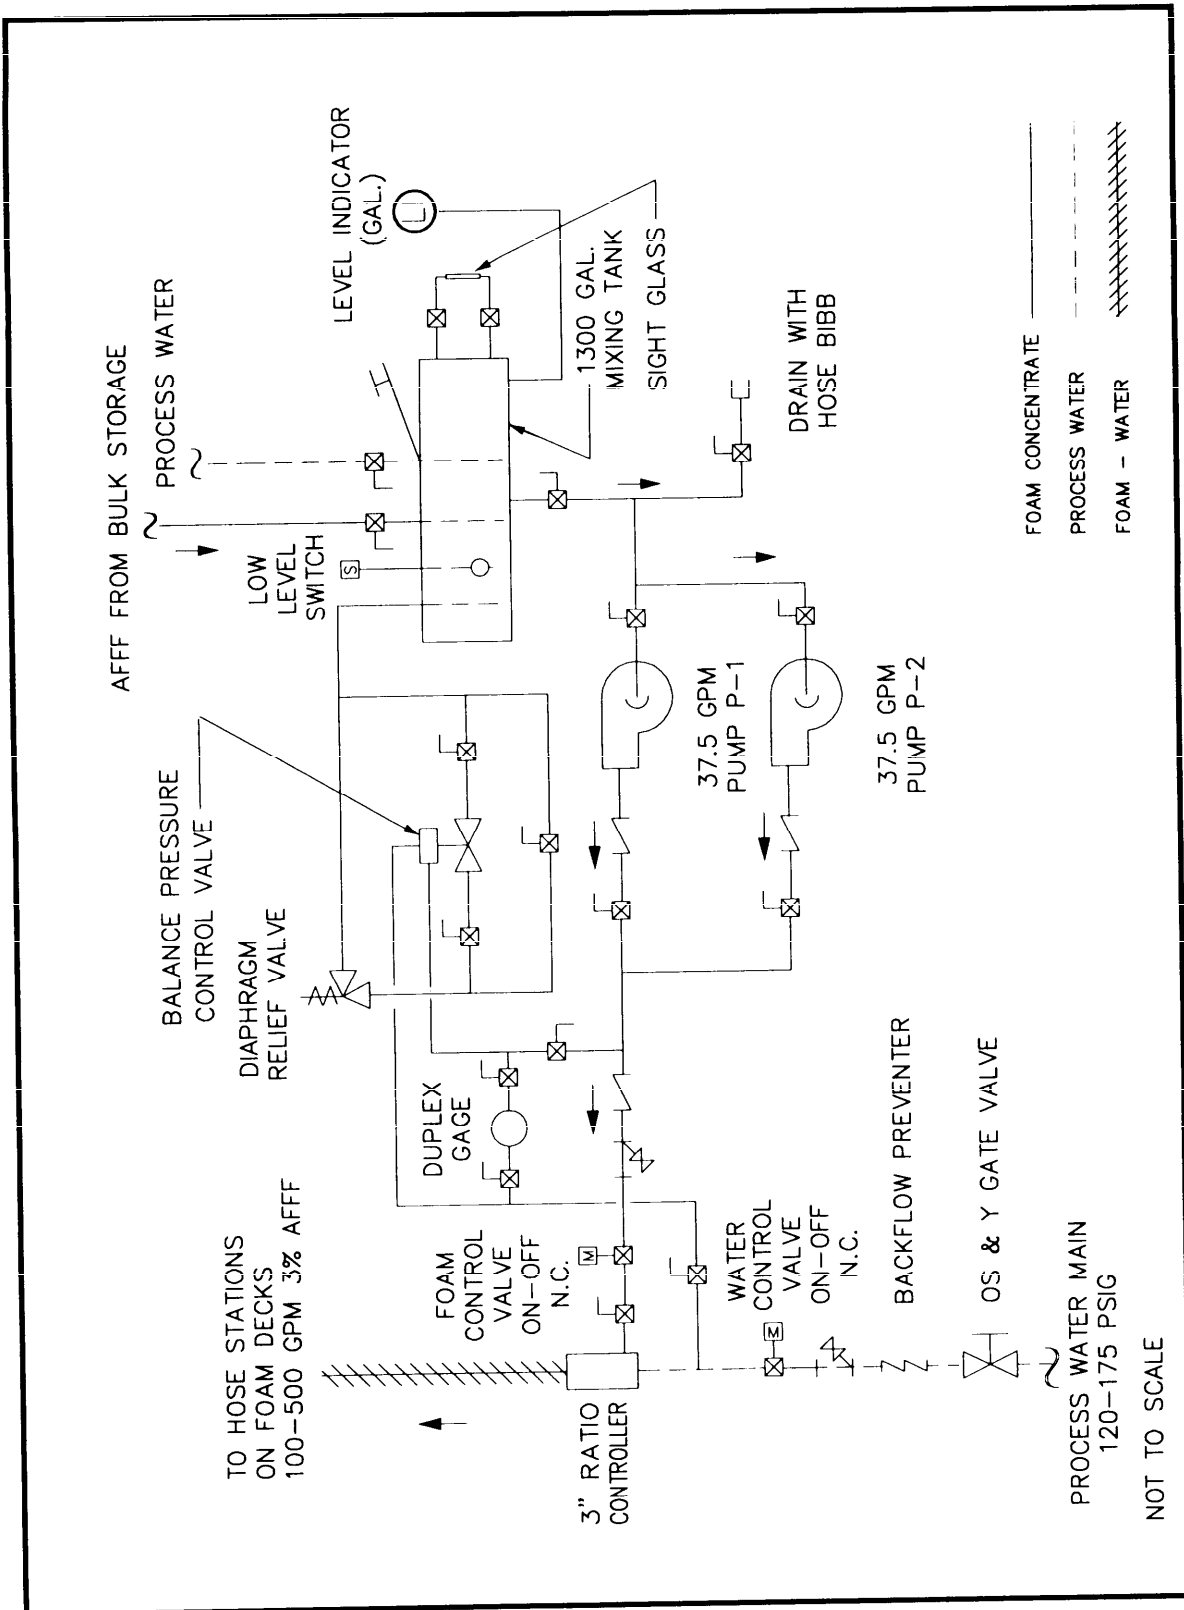 AFFF FROM BULK STORAGE
PROCESS WATER
LEVEL INDICATOR
(GAL.)
LI
LOW
LEVEL
SWITCH
S
1300 GAL.
MIXING TANK
SIGHT GLASS
DRAIN WITH
HOSE BIBB
BALANCE PRESSURE
CONTROL VALVE
DIAPHRAGM
RELIEF VALVE
37.5 GPM
PUMP P-1
37.5 GPM
PUMP P-2
DUPLEX
GAGE
TO HOSE STATIONS
ON FOAM DECKS
100-500 GPM 3% AFFF
FOAM
CONTROL
VALVE
ON-OFF
N.C.
M
3" RATIO
CONTROLLER
WATER
CONTROL
VALVE
ON-OFF
N.C.
M
BACKFLOW PREVENTER
OS & Y GATE VALVE
PROCESS WATER MAIN
120-175 PSIG
NOT TO SCALE
FOAM CONCENTRATE
PROCESS WATER
FOAM - WATER